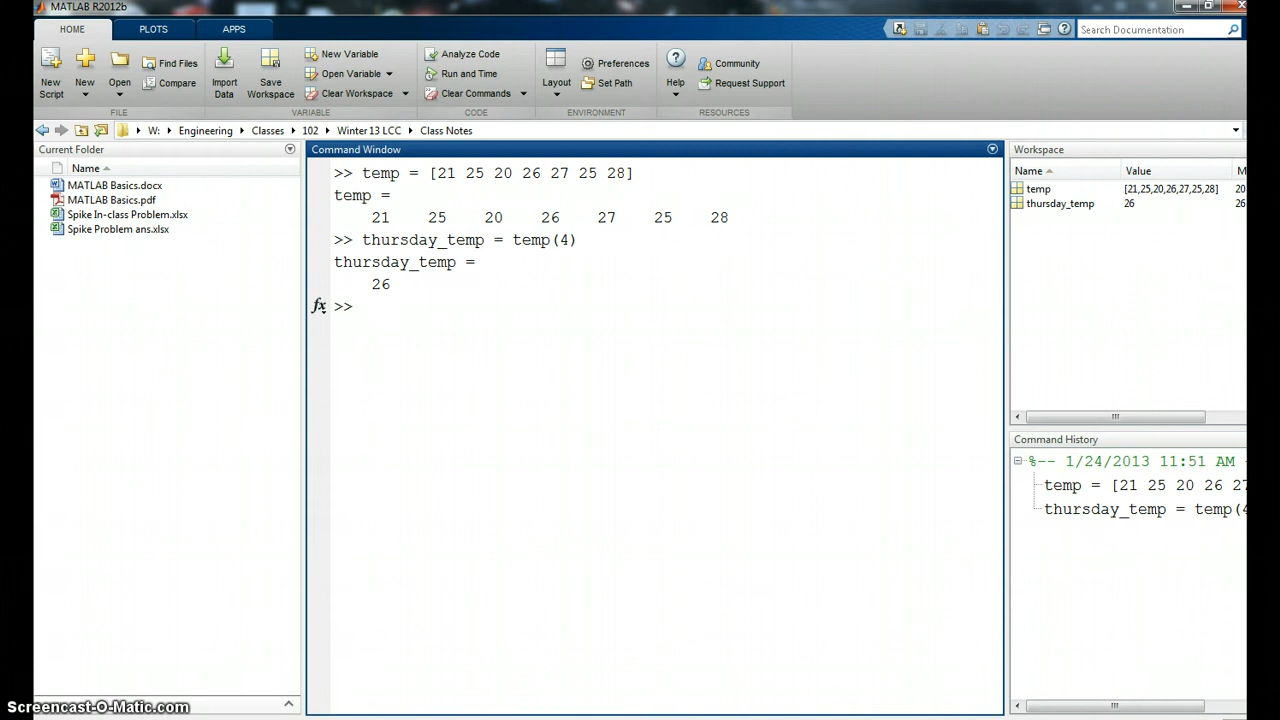 MATLAB R2012b
HOME PLOTS APPS
Search Documentation
New Script
New
Open
Find Files
Compare
Import Data
Save Workspace
New Variable
Open Variable
Clear Workspace
Analyze Code
Run and Time
Clear Commands
Layout
Preferences
Set Path
Help
Community
Request Support
FILE VARIABLE CODE ENVIRONMENT RESOURCES
W: Engineering Classes 102 Winter 13 LCC Class Notes
Current Folder
Name
MATLAB Basics.docx
MATLAB Basics.pdf
Spike In-class Problem.xlsx
Spike Problem ans.xlsx
Command Window
>> temp = [21 25 20 26 27 25 28]
temp =
21 25 20 26 27 25 28
>> thursday_temp = temp(4)
thursday_temp =
26
fx >>
Workspace
Name Value M
temp [21,25,20,26,27,25,28] 20
thursday_temp 26 26
Command History
%-- 1/24/2013 11:51 AM -
temp = [21 25 20 26 27
thursday_temp = temp(4
Screencast-O-Matic.com